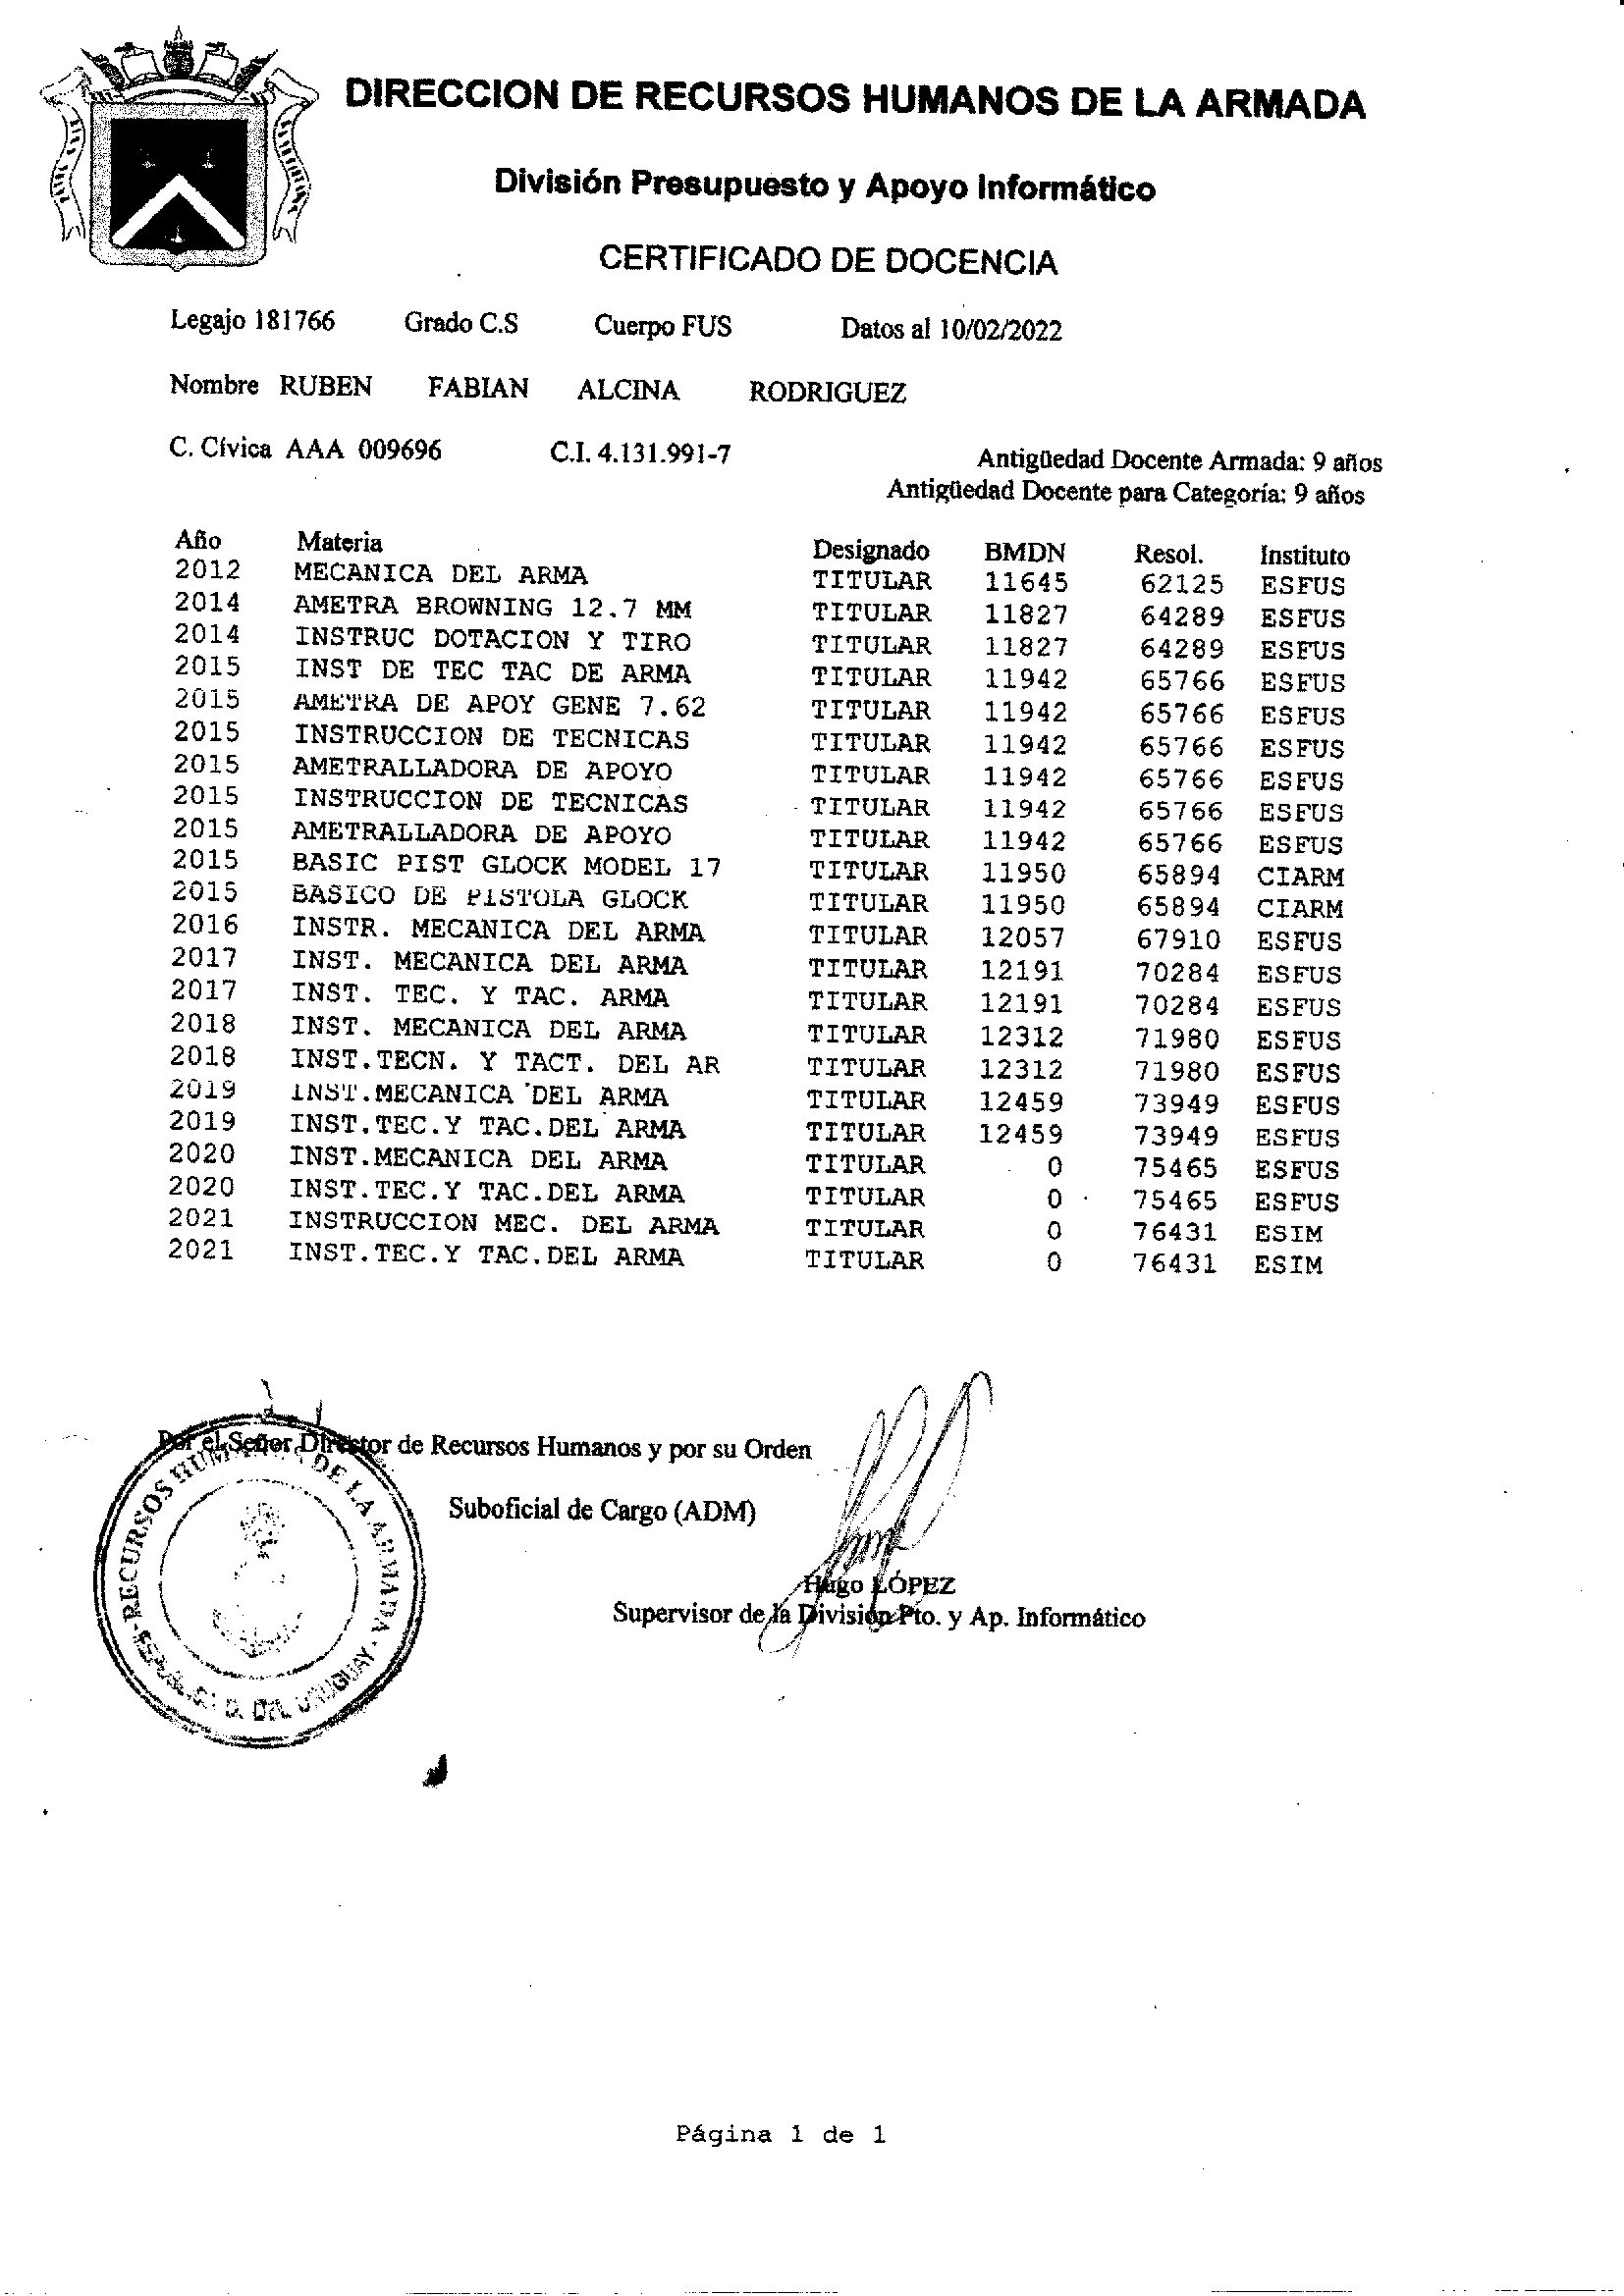 DIRECCION DE RECURSOS HUMANOS DE LA ARMADA
División Presupuesto y Apoyo Informático
CERTIFICADO DE DOCENCIA
Legajo 181766 Grado C.S Cuerpo FUS Datos al 10/02/2022
Nombre RUBEN FABIAN ALCINA RODRIGUEZ
C. Cívica AAA 009696 C.I. 4.131.991-7 Antigüedad Docente Armada: 9 años
Antigüedad Docente para Categoría: 9 años
Año Materia Designado BMDN Resol. Instituto
2012 MECANICA DEL ARMA TITULAR 11645 62125 ESFUS
2014 AMETRA BROWNING 12.7 MM TITULAR 11827 64289 ESFUS
2014 INSTRUC DOTACION Y TIRO TITULAR 11827 64289 ESFUS
2015 INST DE TEC TAC DE ARMA TITULAR 11942 65766 ESFUS
2015 AMETRA DE APOY GENE 7.62 TITULAR 11942 65766 ESFUS
2015 INSTRUCCION DE TECNICAS TITULAR 11942 65766 ESFUS
2015 AMETRALLADORA DE APOYO TITULAR 11942 65766 ESFUS
2015 INSTRUCCION DE TECNICAS TITULAR 11942 65766 ESFUS
2015 AMETRALLADORA DE APOYO TITULAR 11942 65766 ESFUS
2015 BASIC PIST GLOCK MODEL 17 TITULAR 11950 65894 CIARM
2015 BASICO DE PISTOLA GLOCK TITULAR 11950 65894 CIARM
2016 INSTR. MECANICA DEL ARMA TITULAR 12057 67910 ESFUS
2017 INST. MECANICA DEL ARMA TITULAR 12191 70284 ESFUS
2017 INST. TEC. Y TAC. ARMA TITULAR 12191 70284 ESFUS
2018 INST. MECANICA DEL ARMA TITULAR 12312 71980 ESFUS
2018 INST.TECN. Y TACT. DEL AR TITULAR 12312 71980 ESFUS
2019 INST.MECANICA DEL ARMA TITULAR 12459 73949 ESFUS
2019 INST.TEC.Y TAC.DEL ARMA TITULAR 12459 73949 ESFUS
2020 INST.MECANICA DEL ARMA TITULAR 0 75465 ESFUS
2020 INST.TEC.Y TAC.DEL ARMA TITULAR 0 75465 ESFUS
2021 INSTRUCCION MEC. DEL ARMA TITULAR 0 76431 ESIM
2021 INST.TEC.Y TAC.DEL ARMA TITULAR 0 76431 ESIM
Por el Señor Director de Recursos Humanos y por su Orden
RECURSOS HUMANOS DE LA ARMADA
Suboficial de Cargo (ADM)
Hugo LÓPEZ
Supervisor de la División Pto. y Ap. Informático
DEL URUGUAY
Página 1 de 1